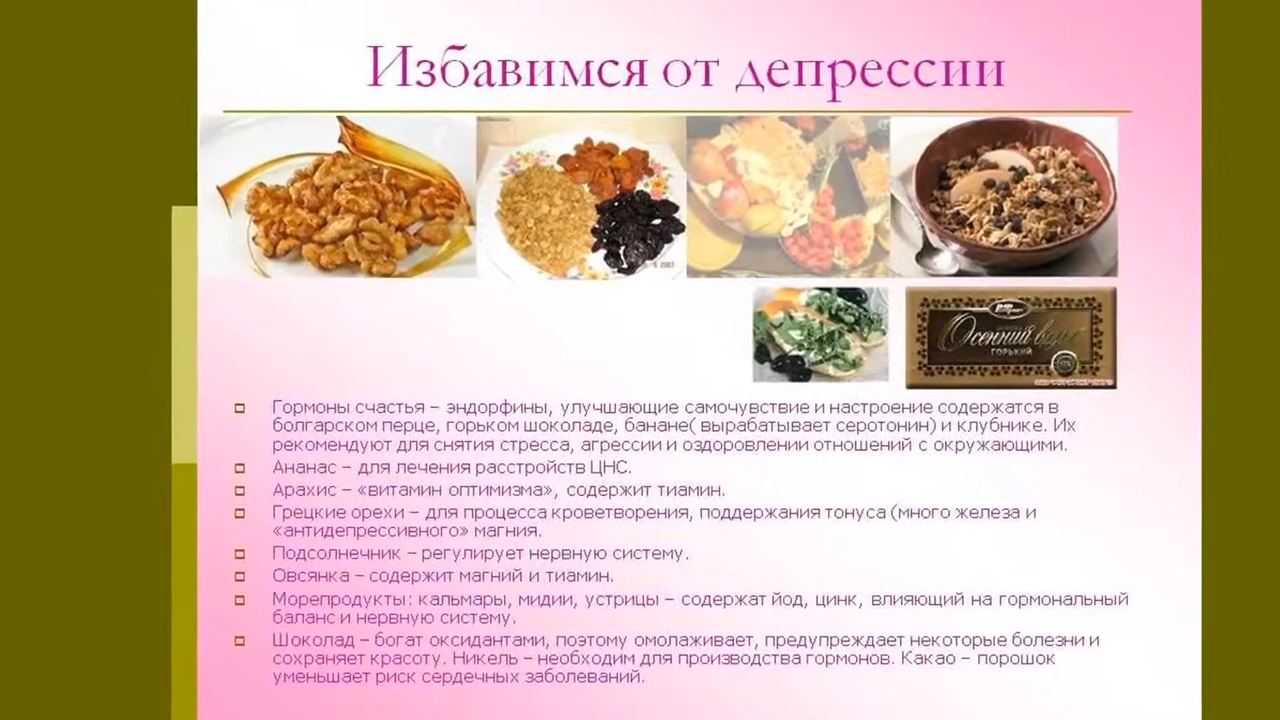 Избавимся от депрессии
Осенний вальс
ГОРЬКИЙ
Гормоны счастья – эндорфины, улучшающие самочувствие и настроение содержатся в
болгарском перце, горьком шоколаде, банане( вырабатывает серотонин) и клубнике. Их
рекомендуют для снятия стресса, агрессии и оздоровлении отношений с окружающими.
Ананас – для лечения расстройств ЦНС.
Арахис – «витамин оптимизма», содержит тиамин.
Грецкие орехи – для процесса кроветворения, поддержания тонуса (много железа и
«антидепрессивного» магния.
Подсолнечник – регулирует нервную систему.
Овсянка – содержит магний и тиамин.
Морепродукты: кальмары, мидии, устрицы – содержат йод, цинк, влияющий на гормональный
баланс и нервную систему.
Шоколад – богат оксидантами, поэтому омолаживает, предупреждает некоторые болезни и
сохраняет красоту. Никель – необходим для производства гормонов. Какао – порошок
уменьшает риск сердечных заболеваний.